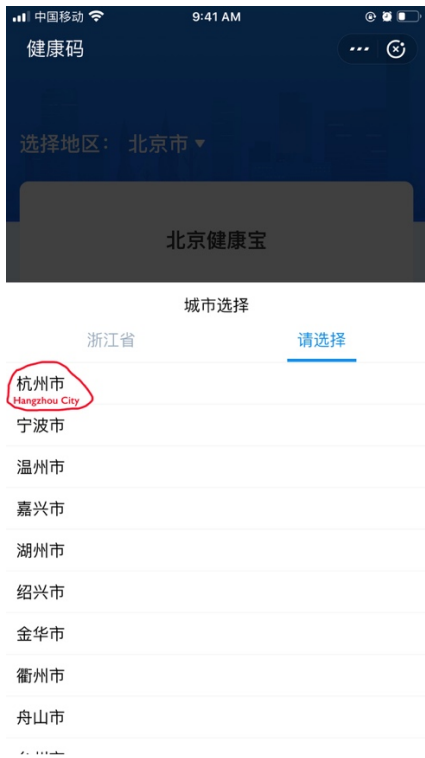 中国移动 9:41 AM
健康码
选择地区： 北京市
北京健康宝
城市选择
浙江省 请选择
杭州市
Hangzhou City
宁波市
温州市
嘉兴市
湖州市
绍兴市
金华市
衢州市
舟山市